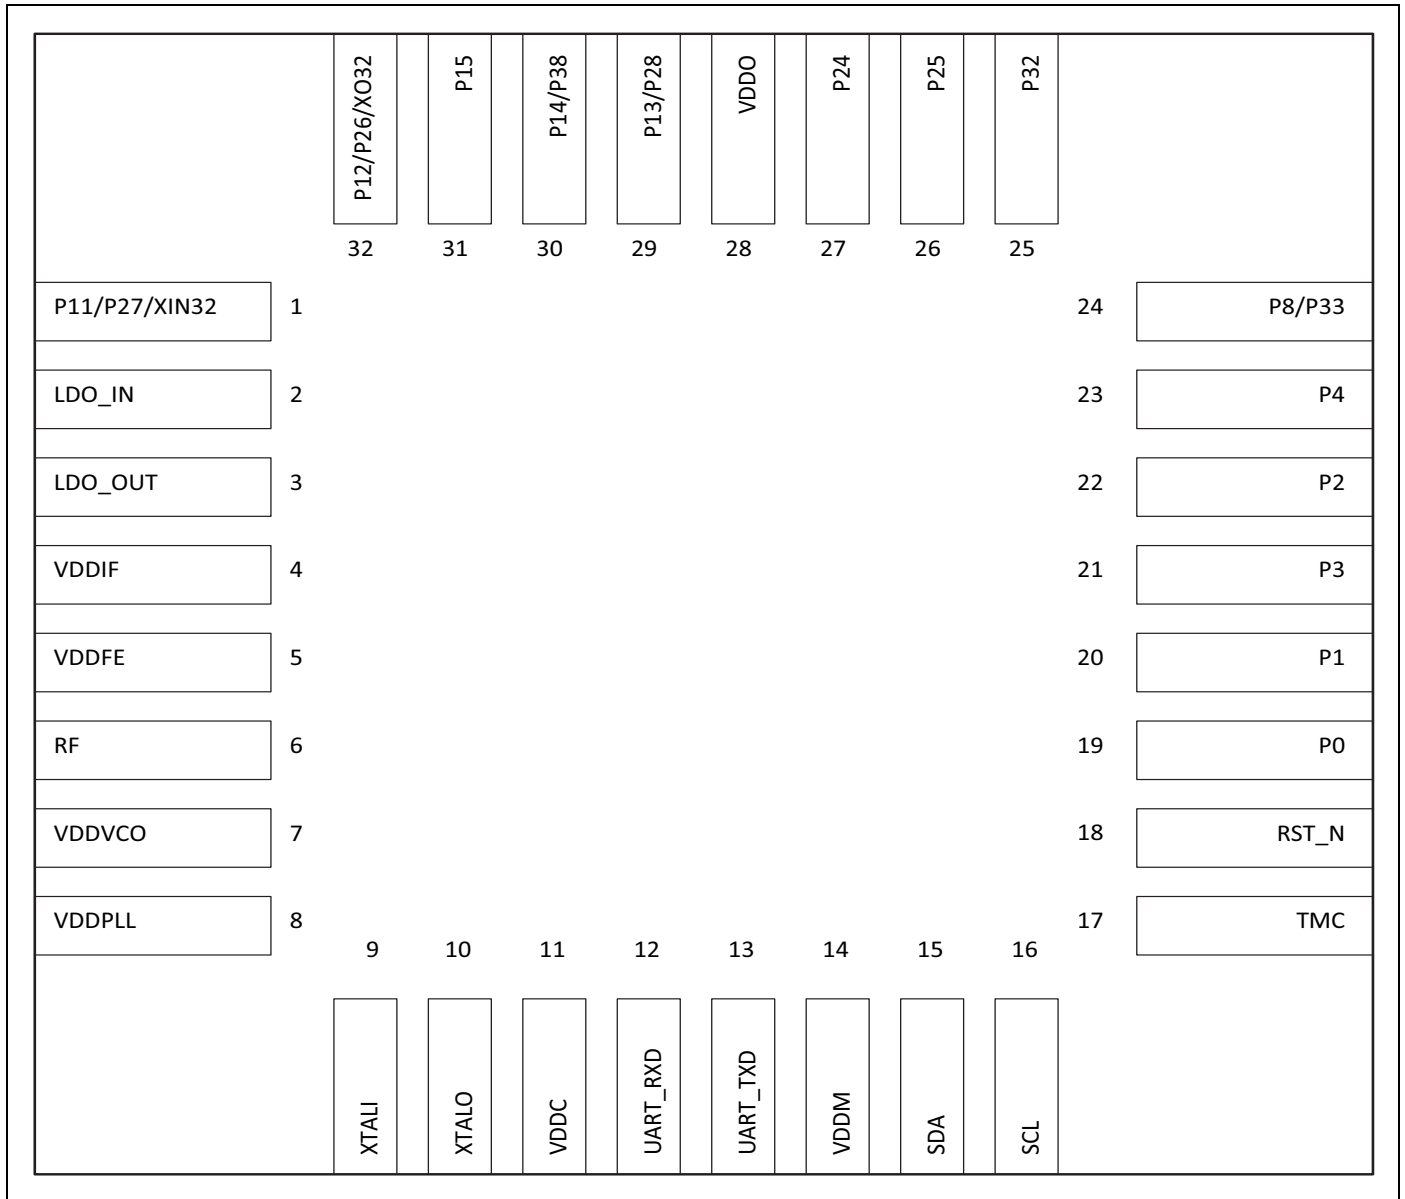 P12/P26/XO32
P15
P14/P38
P13/P28
VDDO
P24
P25
P32
32 31 30 29 28 27 26 25
P11/P27/XIN32 1 24 P8/P33
LDO_IN 2 23 P4
LDO_OUT 3 22 P2
VDDIF 4 21 P3
VDDFE 5 20 P1
RF 6 19 P0
VDDVCO 7 18 RST_N
VDDPLL 8 17 TMC
9 10 11 12 13 14 15 16
XTALI
XTALO
VDDC
UART_RXD
UART_TXD
VDDM
SDA
SCL